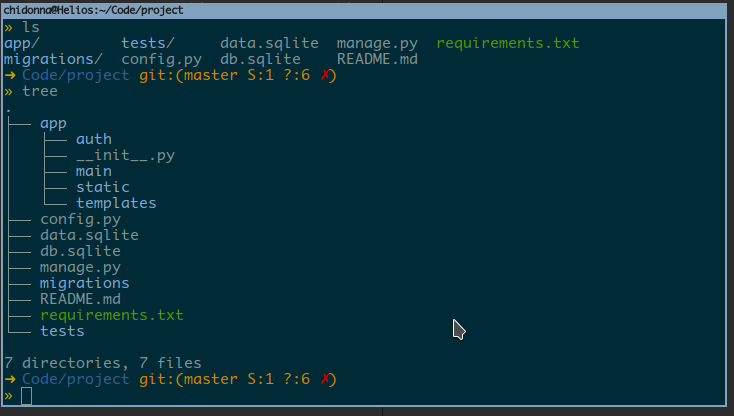 chidonna@Helios:~/Code/project
» ls
app/ tests/ data.sqlite manage.py requirements.txt
migrations/ config.py db.sqlite README.md
➜ Code/project git:(master S:1 ?:6 ✗)
» tree
.
├── app
│   ├── auth
│   ├── __init__.py
│   ├── main
│   ├── static
│   └── templates
├── config.py
├── data.sqlite
├── db.sqlite
├── manage.py
├── migrations
├── README.md
├── requirements.txt
└── tests
7 directories, 7 files
➜ Code/project git:(master S:1 ?:6 ✗)
»